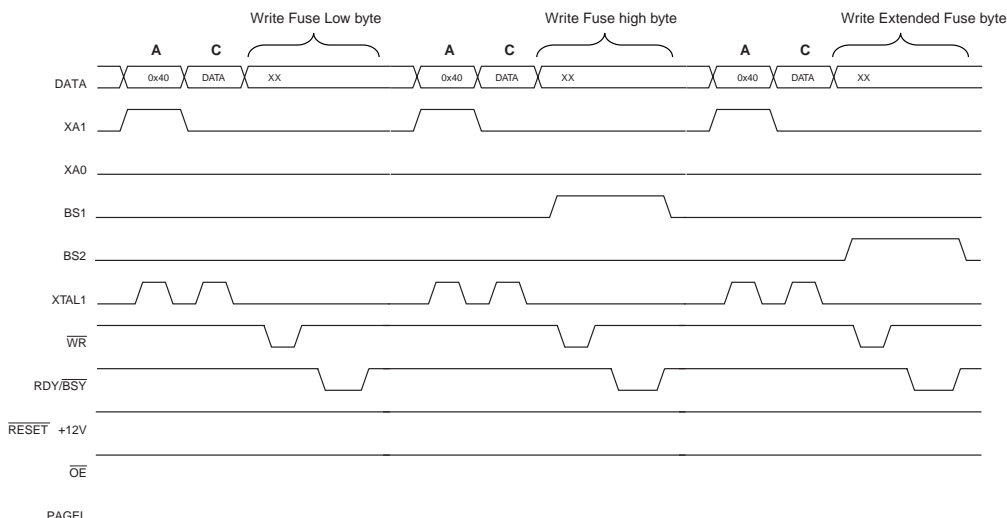 Write Fuse Low byte Write Fuse high byte Write Extended Fuse byte
A C A C A C
DATA 0x40 DATA XX 0x40 DATA XX 0x40 DATA XX
XA1
XA0
BS1
BS2
XTAL1
WR
RDY/BSY
RESET +12V
OE
PAGEL